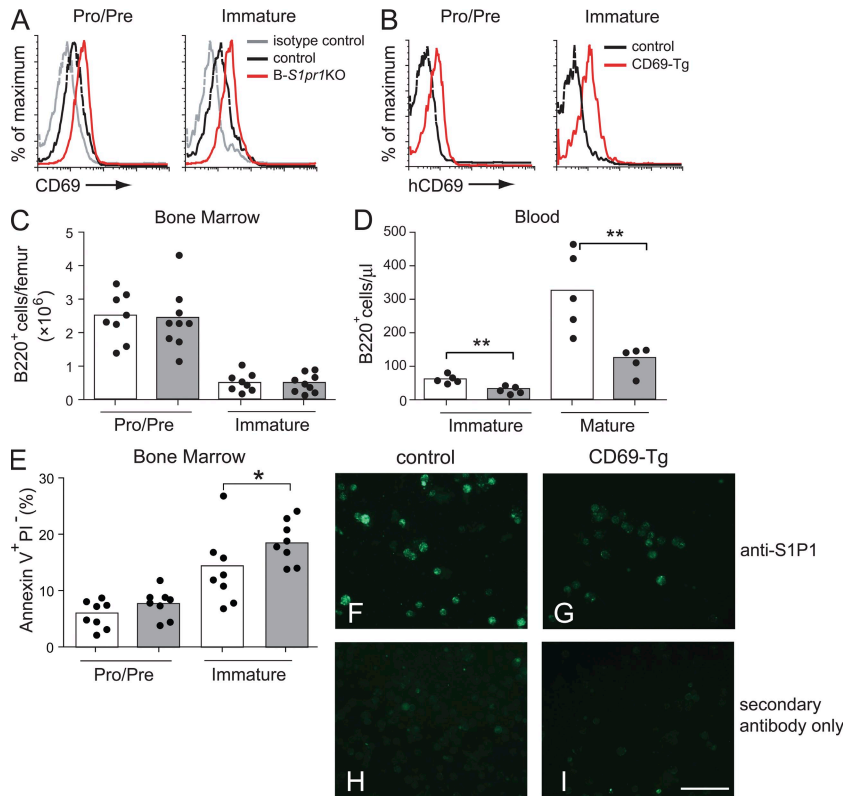 A
Pro/Pre
Immature
isotype control
control
B-S1pr1KO
% of maximum
CD69
B
Pro/Pre
Immature
control
CD69-Tg
% of maximum
hCD69
C
Bone Marrow
B220+ cells/femur
(×10⁶)
5
4
3
2
1
0
Pro/Pre
Immature
D
Blood
B220+ cells/µl
500
400
300
200
100
0
**
**
Immature
Mature
E
Bone Marrow
Annexin V+PI- (%)
30
20
10
0
*
Pro/Pre
Immature
control
CD69-Tg
F
G
anti-S1P1
H
I
secondary
antibody only